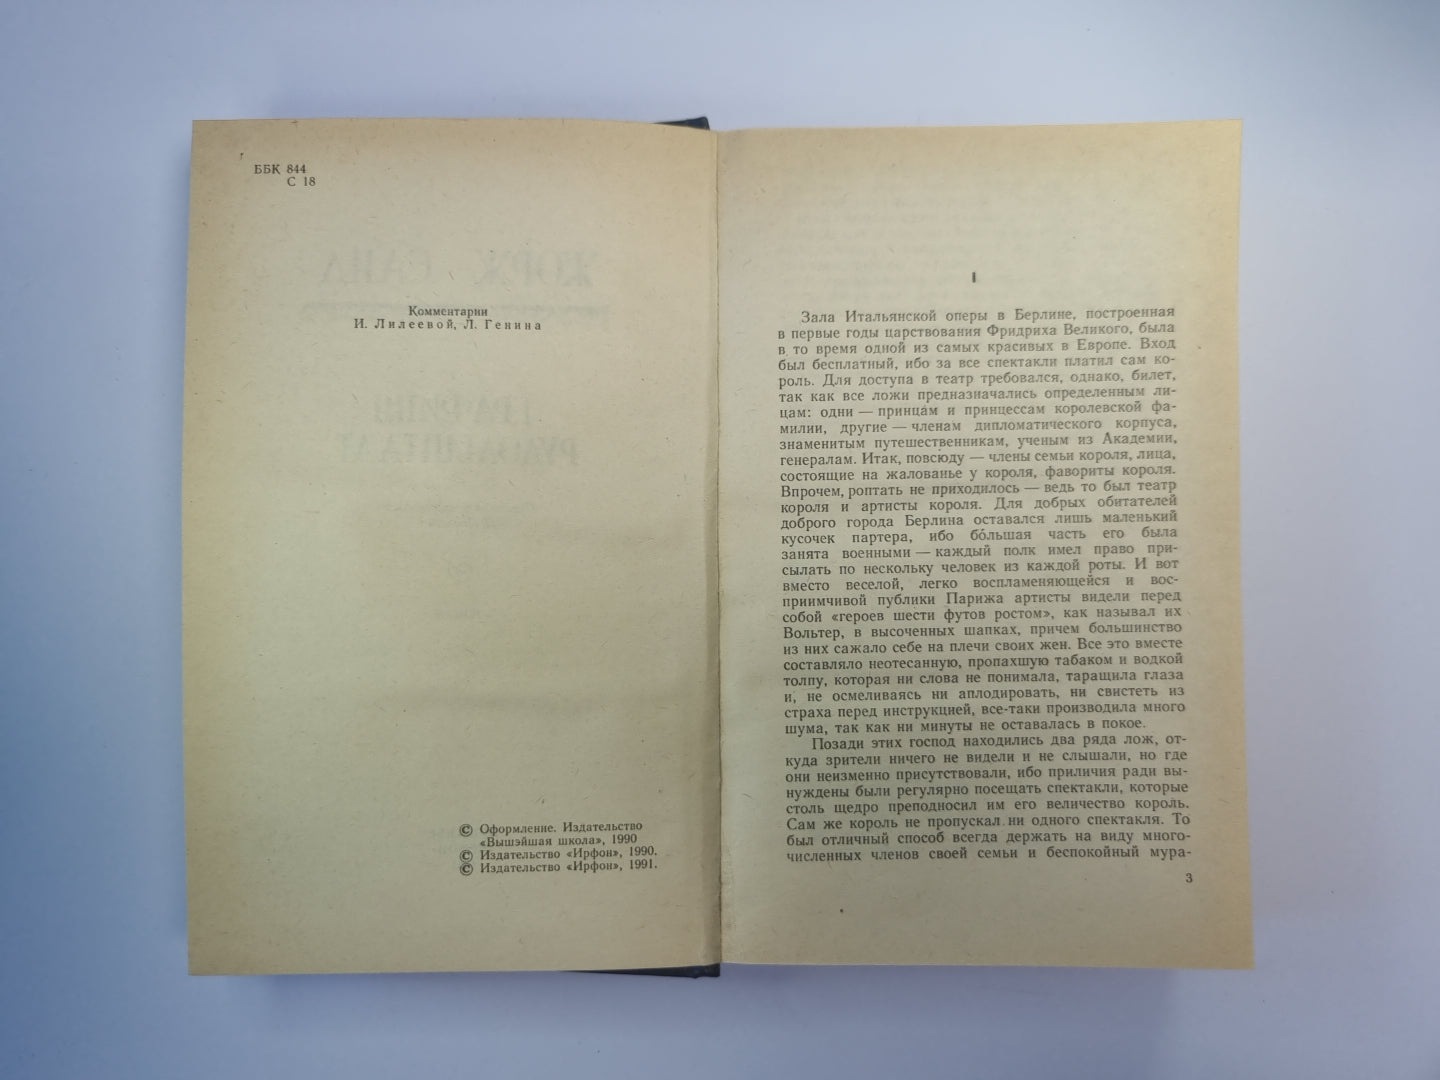 ББК 844
С 18
Комментарии
И. Лилеевой, Л. Генина
© Оформление. Издательство
«Вышэйшая школа», 1990
© Издательство «Ирфон», 1990.
© Издательство «Ирфон», 1991.
I
Зала Итальянской оперы в Берлине, построенная
в первые годы царствования Фридриха Великого, была
в то время одной из самых красивых в Европе. Вход
был бесплатный, ибо за все спектакли платил сам ко-
роль. Для доступа в театр требовался, однако, билет,
так как все ложи предназначались определенным ли-
цам: одни — принцам и принцессам королевской фа-
милии, другие — членам дипломатического корпуса,
знаменитым путешественникам, ученым из Академии,
генералам. Итак, повсюду — члены семьи короля, лица,
состоящие на жалованье у короля, фавориты короля.
Впрочем, роптать не приходилось — ведь то был театр
короля и артисты короля. Для добрых обитателей
доброго города Берлина оставался лишь маленький
кусочек партера, ибо бо́льшая часть его была
занята военными — каждый полк имел право при-
сылать по нескольку человек из каждой роты. И вот
вместо веселой, легко воспламеняющейся и вос-
приимчивой публики Парижа артисты видели перед
собой «героев шести футов ростом», как называл их
Вольтер, в высоченных шапках, причем большинство
из них сажало себе на плечи своих жен. Все это вместе
составляло неотесанную, пропахшую табаком и водкой
толпу, которая ни слова не понимала, таращила глаза
и, не осмеливаясь ни аплодировать, ни свистеть из
страха перед инструкцией, все-таки производила много
шума, так как ни минуты не оставалась в покое.
Позади этих господ находились два ряда лож, от-
куда зрители ничего не видели и не слышали, но где
они неизменно присутствовали, ибо приличия ради вы-
нуждены были регулярно посещать спектакли, которые
столь щедро преподносил им его величество король.
Сам же король не пропускал ни одного спектакля. То
был отличный способ всегда держать на виду много-
численных членов своей семьи и беспокойный мура-
3